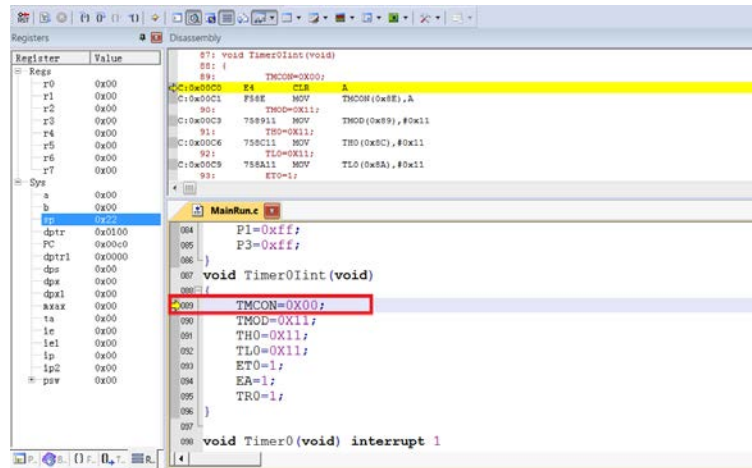 Registers
Register Value
Regs
r0 0x00
r1 0x00
r2 0x00
r3 0x00
r4 0x00
r5 0x00
r6 0x00
r7 0x00
Sys
a 0x00
b 0x00
sp 0x22
dptr 0x0100
PC 0x00c0
dptr1 0x0000
dps 0x00
dpx 0x00
dpx1 0x00
axax 0x00
ta 0x00
ie 0x00
ie1 0x00
ip 0x00
ip2 0x00
psw 0x00
Disassembly
87: void Timer0Iint(void)
88: {
89: TMCON=0X00;
C:0x00C0 E4 CLR A
C:0x00C1 F58E MOV TMCON(0x8E),A
90: TMOD=0X11;
C:0x00C3 758911 MOV TMOD(0x89),#0x11
91: TH0=0X11;
C:0x00C6 758C11 MOV TH0(0x8C),#0x11
92: TL0=0X11;
C:0x00C9 758A11 MOV TL0(0x8A),#0x11
93: ET0=1;
MainRun.c
084 P1=0xff;
085 P3=0xff;
086 }
087 void Timer0Iint(void)
088 {
089 TMCON=0X00;
090 TMOD=0X11;
091 TH0=0X11;
092 TL0=0X11;
093 ET0=1;
094 EA=1;
095 TR0=1;
096 }
097
098 void Timer0(void) interrupt 1